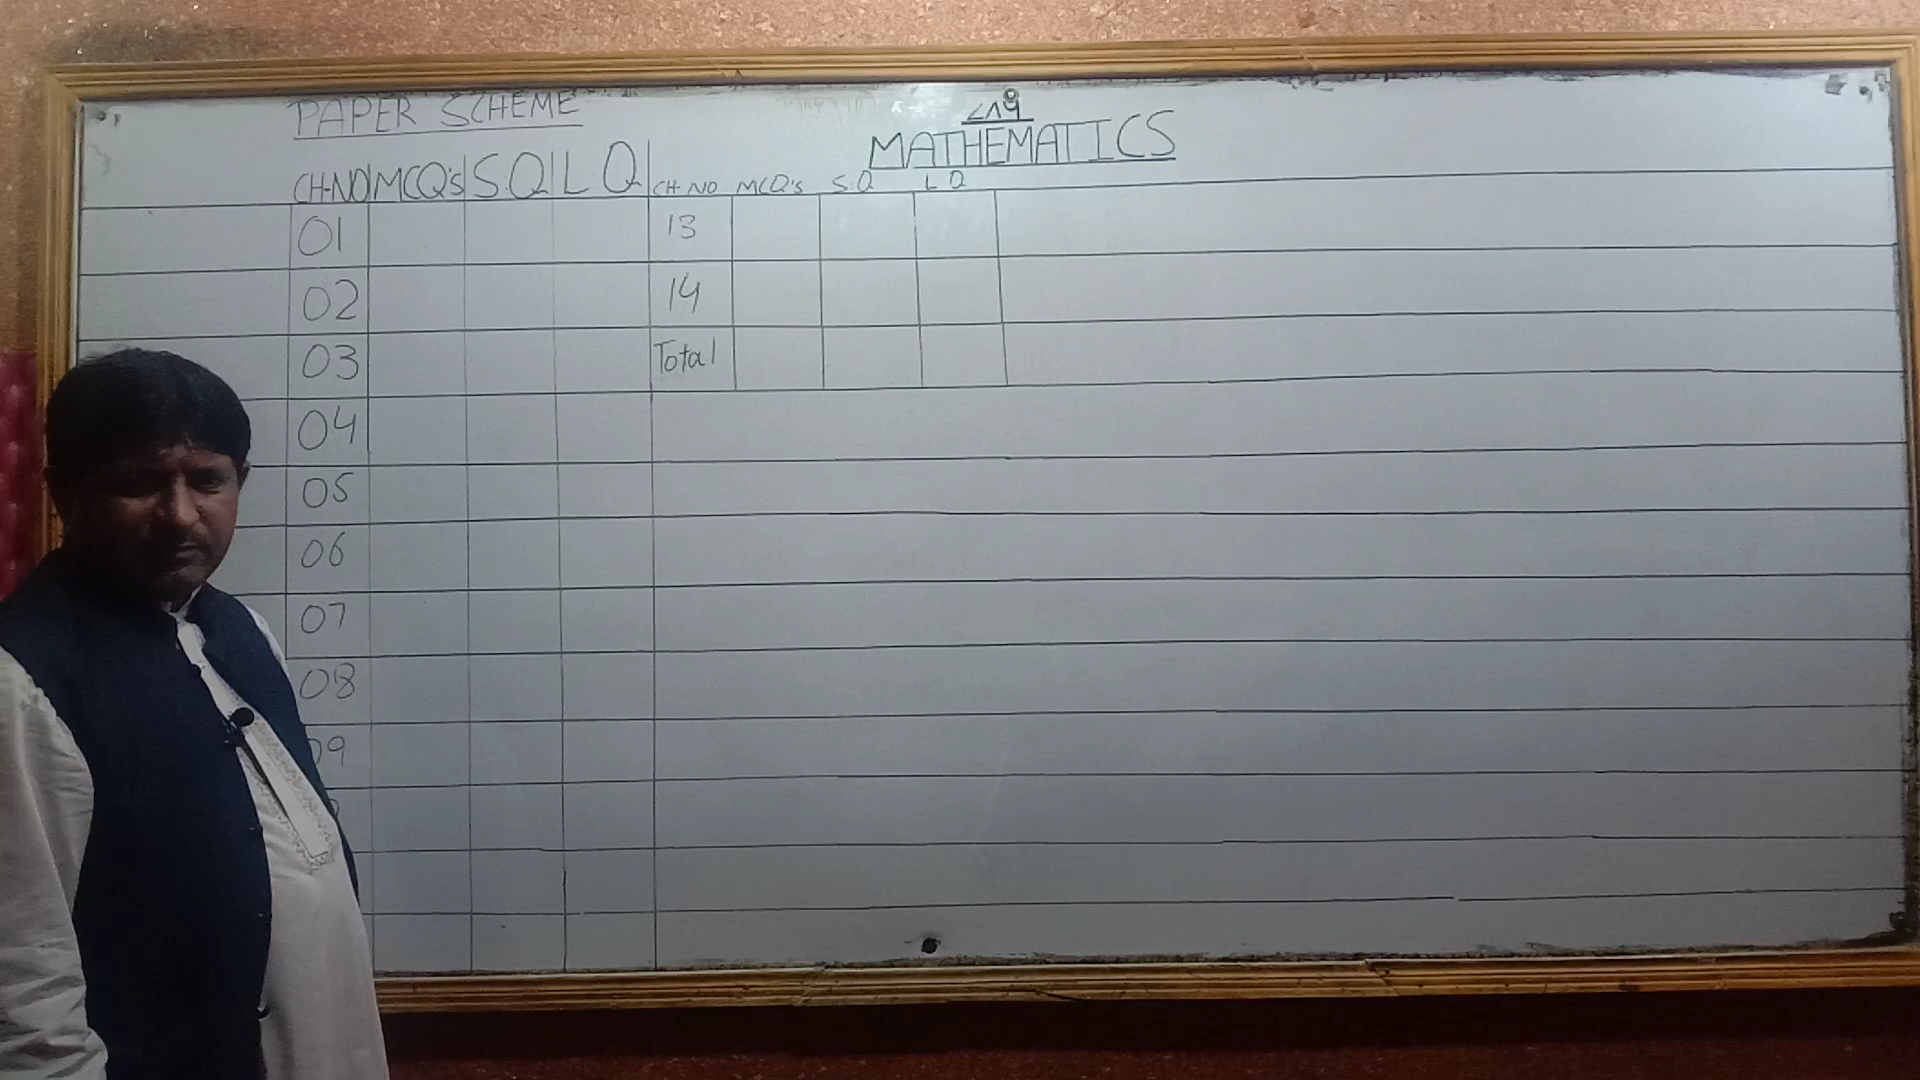 PAPER SCHEME
MATHEMATICS
CH-NO MCQ's S.Q L Q CH-NO MCQ's S.Q L Q
01 13
02 14
03 Total
04
05
06
07
08
09